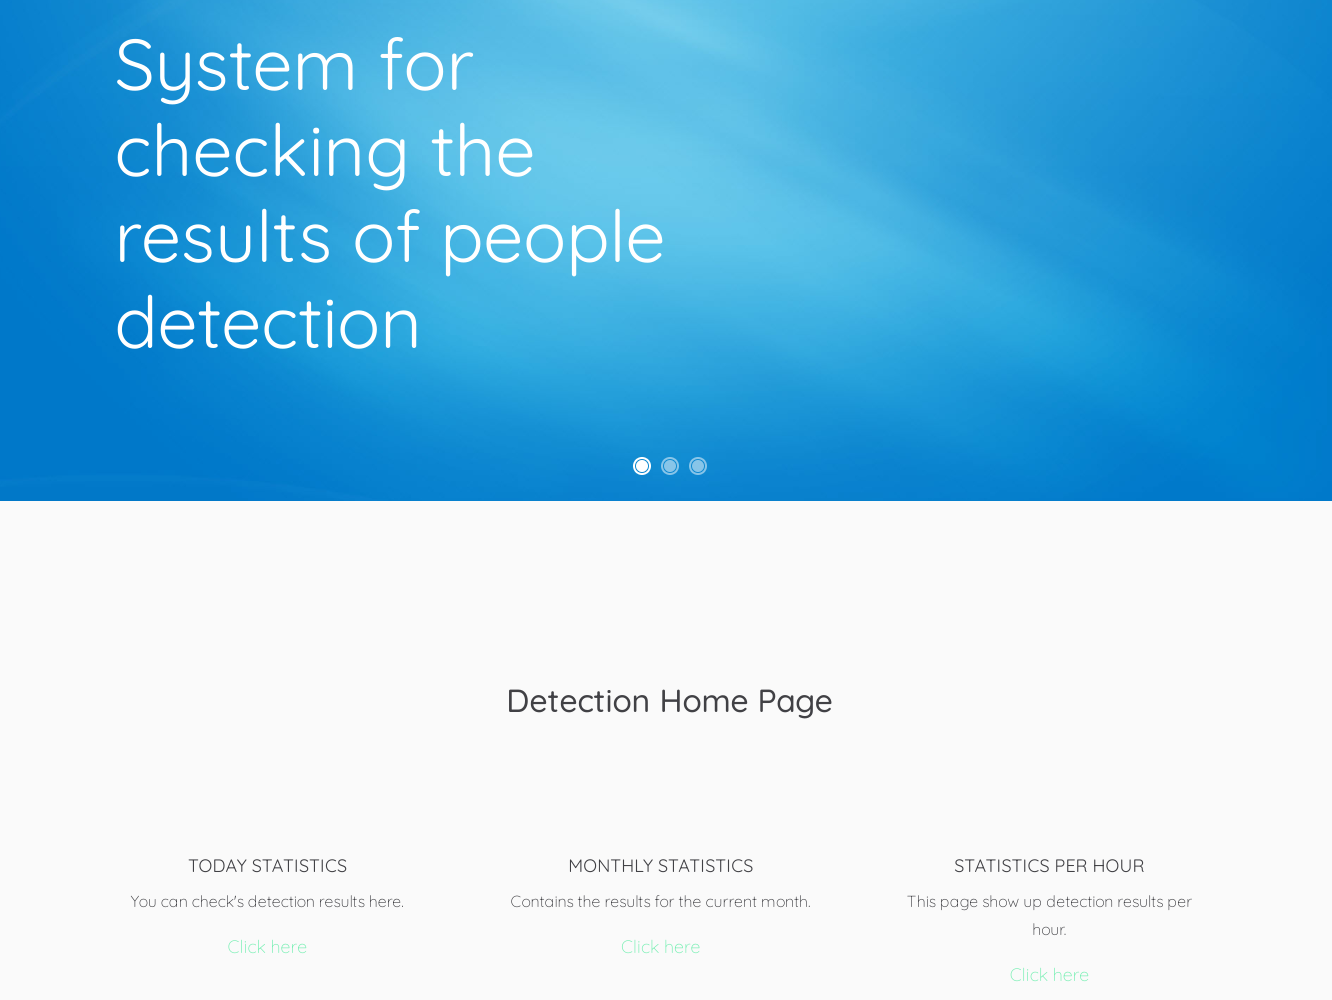 System for
checking the
results of people
detection
Detection Home Page
TODAY STATISTICS
You can check's detection results here.
Click here
MONTHLY STATISTICS
Contains the results for the current month.
Click here
STATISTICS PER HOUR
This page show up detection results per
hour.
Click here